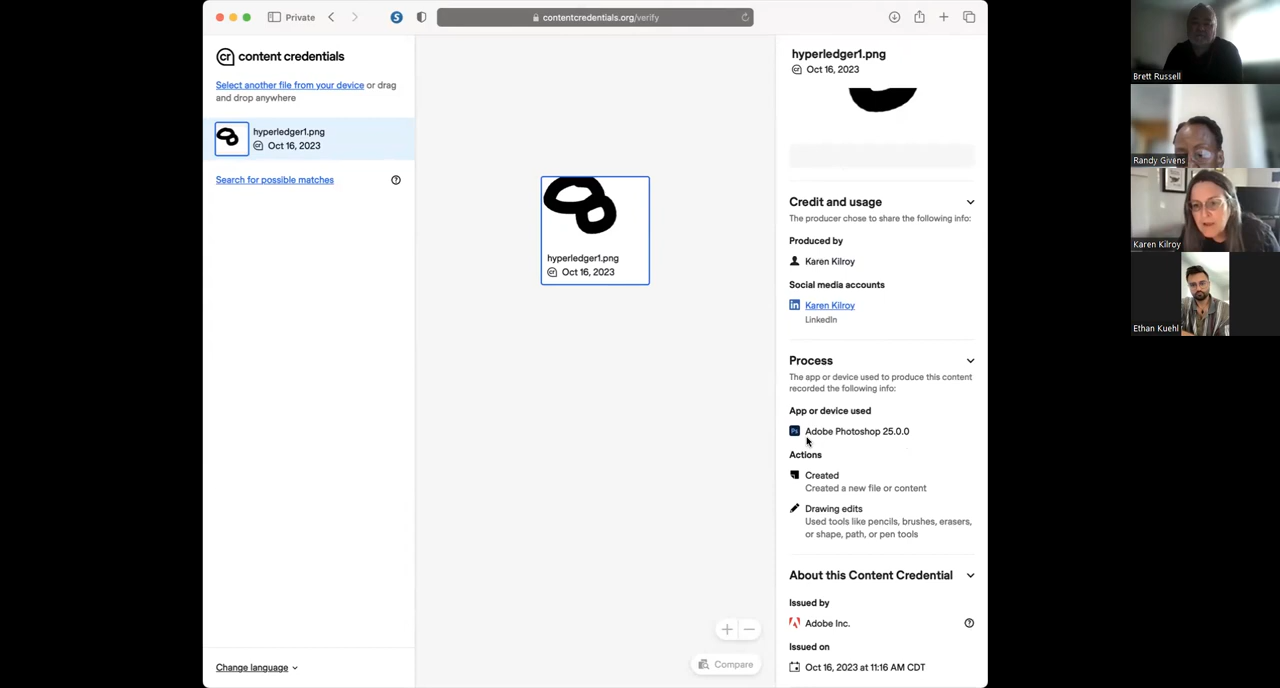 Private
contentcredentials.org/verify
cr content credentials
Select another file from your device or drag
and drop anywhere
hyperledger1.png
Oct 16, 2023
Search for possible matches
hyperledger1.png
Oct 16, 2023
Compare
Change language
hyperledger1.png
Oct 16, 2023
Credit and usage
The producer chose to share the following info:
Produced by
Karen Kilroy
Social media accounts
Karen Kilroy
LinkedIn
Process
The app or device used to produce this content
recorded the following info:
App or device used
Ps Adobe Photoshop 25.0.0
Actions
Created
Created a new file or content
Drawing edits
Used tools like pencils, brushes, erasers,
or shape, path, or pen tools
About this Content Credential
Issued by
Adobe Inc.
Issued on
Oct 16, 2023 at 11:16 AM CDT
Brett Russell
Randy Givens
Karen Kilroy
Ethan Kuehl